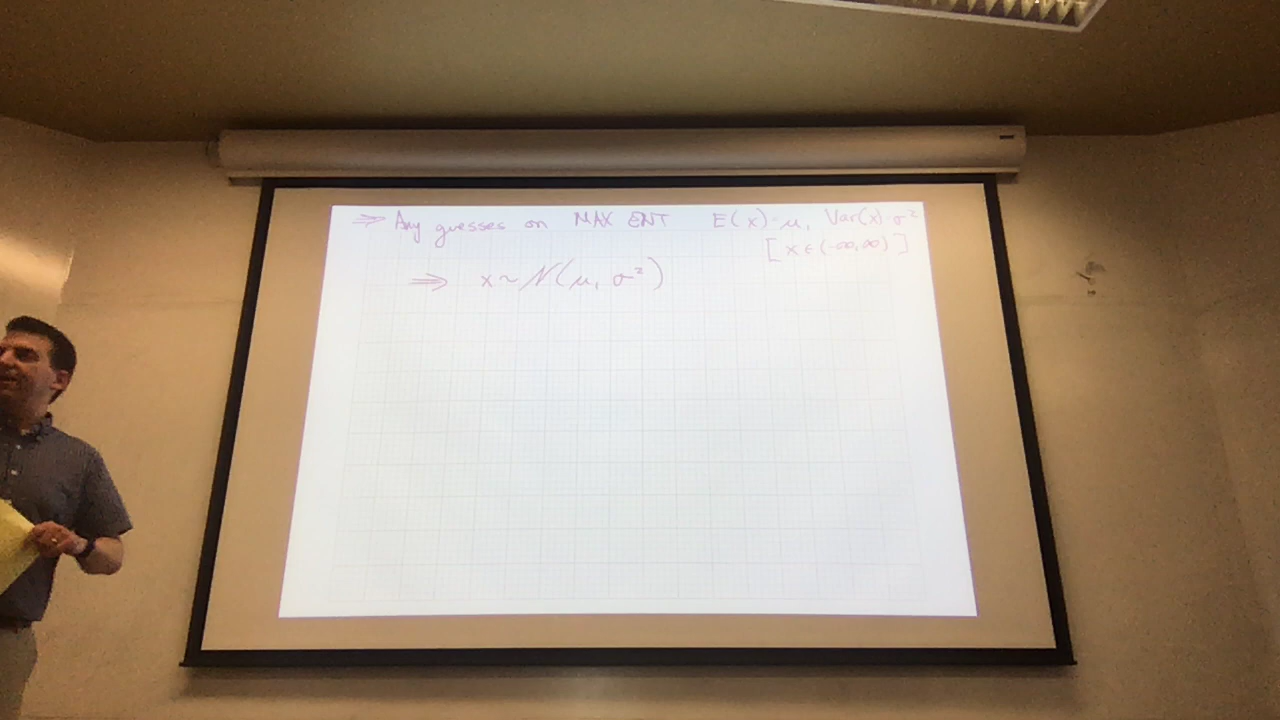 ⇒ Any guesses on MAX ENT E(x)=μ, Var(x)=σ²
[x∈(-∞,∞)]
⇒ x~N(μ, σ²)